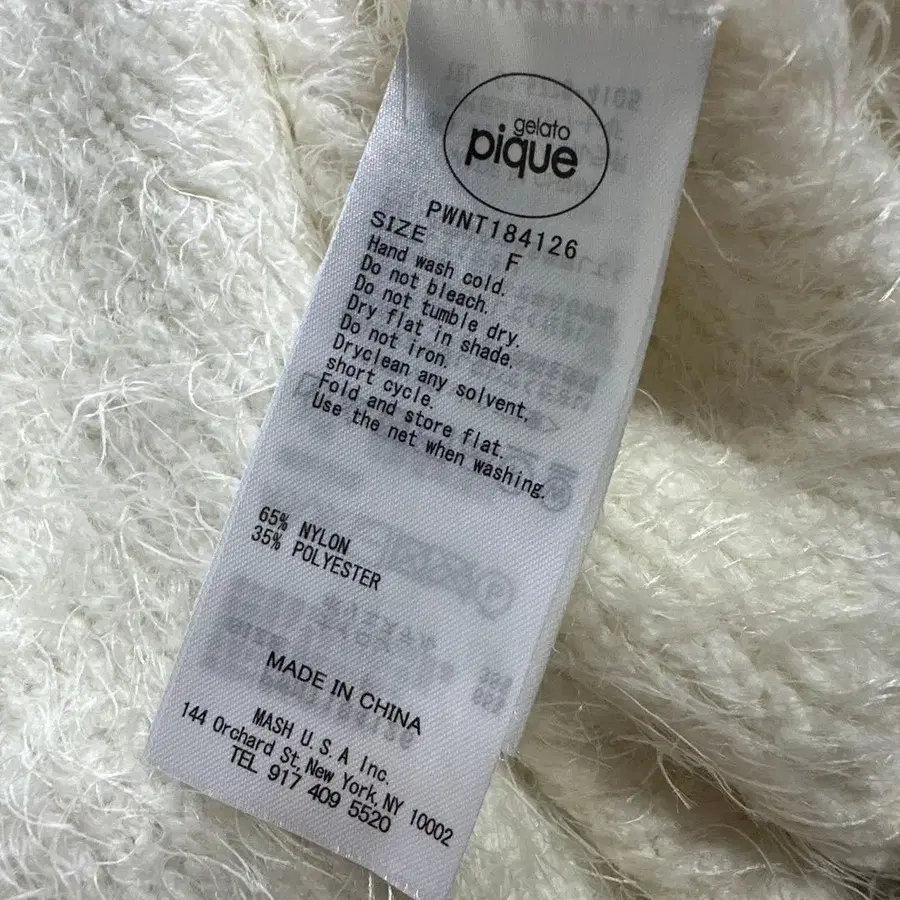 gelato
pique
PWNT184126
SIZE F
Hand wash cold.
Do not bleach.
Do not tumble dry.
Dry flat in shade.
Do not iron.
Dryclean any solvent,
short cycle.
Fold and store flat.
Use the net when washing.
65% NYLON
35% POLYESTER
MADE IN CHINA
MASH U.S.A Inc.
144 Orchard St, New York, NY 10002
TEL 917 409 5520